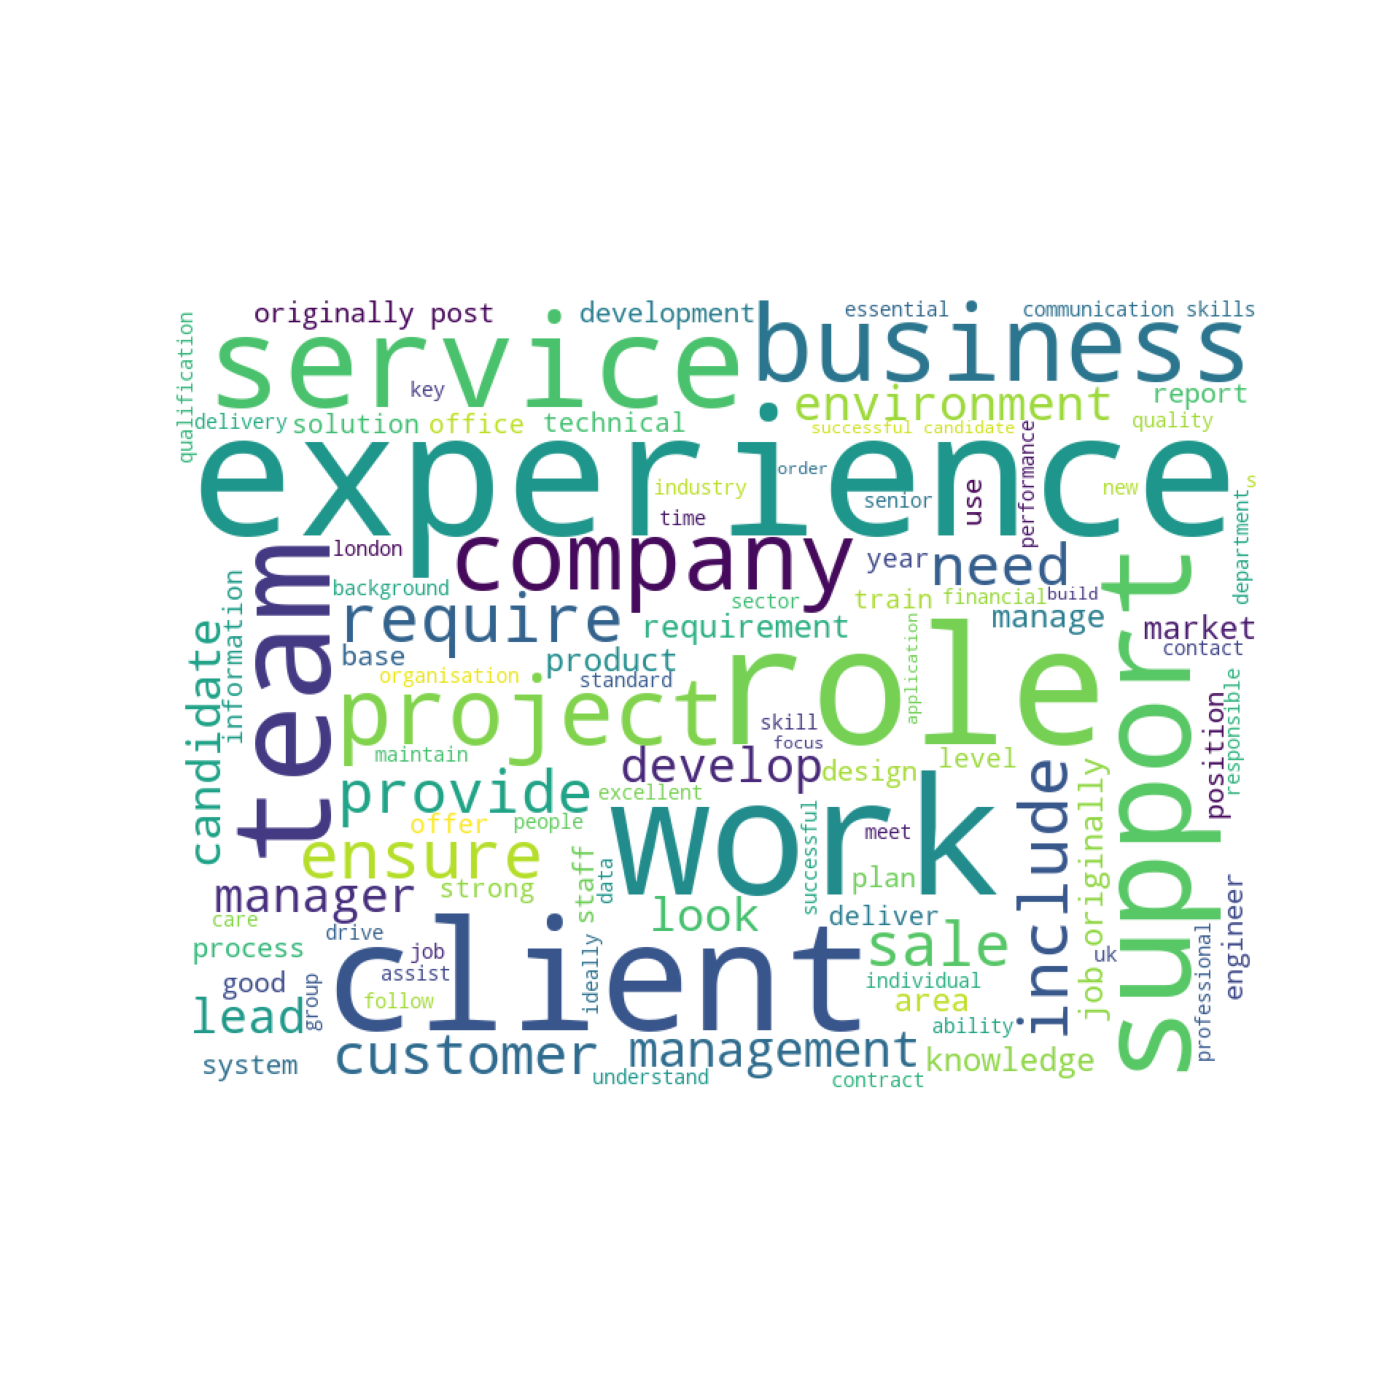 originally post
development
essential
communication skills
qualification
service
business
key
environment
report
delivery
solution
office
technical
successful candidate
quality
experience
order
performance
industry
senior
use
new
s
time
department
team
london
company
year
need
support
background
sector
train
financial
build
information
require
requirement
application
manage
market
candidate
base
product
role
contact
organisation
standard
project
skill
position
responsible
focus
maintain
develop
design
level
include
originally
job
provide
excellent
work
offer
people
successful
meet
ensure
staff
data
plan
manager
strong
look
deliver
engineer
care
drive
client
sale
uk
professional
process
job
ideally
good
assist
individual
group
follow
area
lead
ability
customer
management
knowledge
system
understand
contract